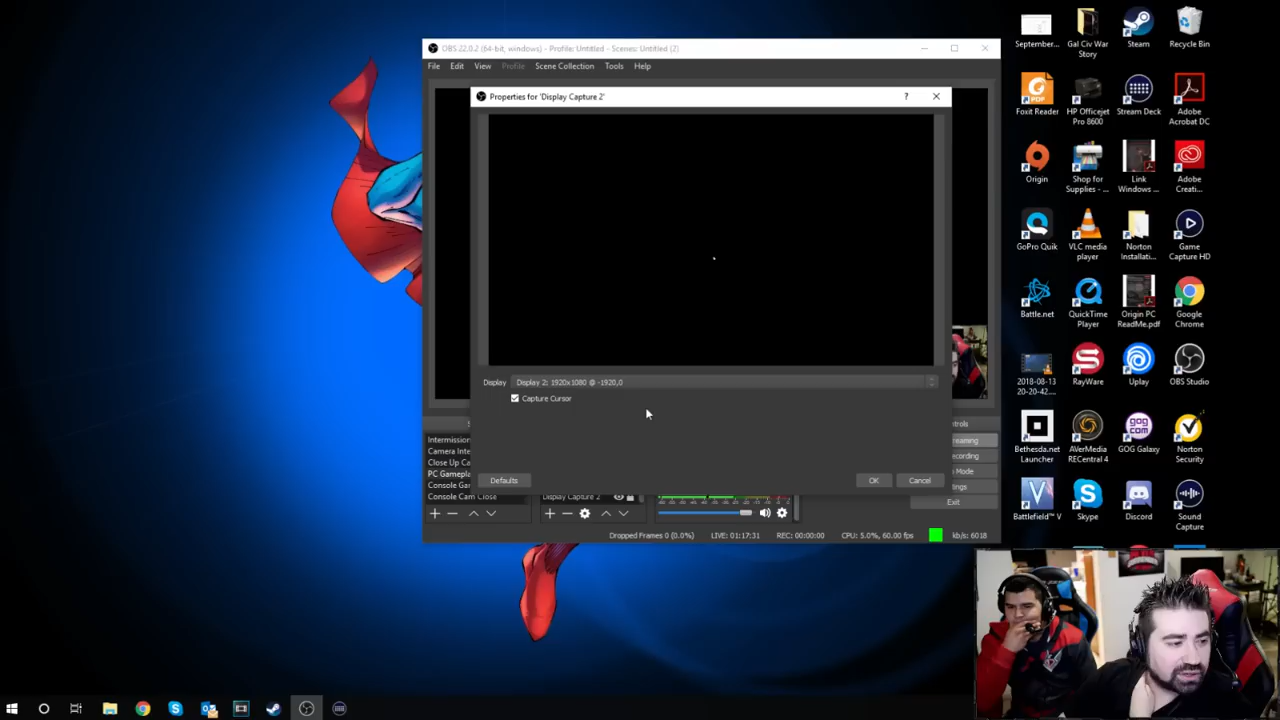 OBS 22.0.2 (64-bit, windows) - Profile: Untitled - Scenes: Untitled (2)
File Edit View Profile Scene Collection Tools Help
Properties for 'Display Capture 2'
?
Display
Display 2: 1920x1080 @ -1920,0
Capture Cursor
Defaults
OK
Cancel
Intermission
Camera Inte
Close Up Ca
PC Gamepla
Console Gam
Console Cam Close
Display Capture 2
ntrols
eaming
ecording
o Mode
ngs
Exit
Dropped Frames 0 (0.0%)
LIVE: 01:17:31
REC: 00:00:00
CPU: 5.0%, 60.00 fps
kb/s: 6018
September...
Gal Civ War
Story
Steam
Recycle Bin
Foxit Reader
HP Officejet
Pro 8600
Stream Deck
Adobe
Acrobat DC
Origin
Shop for
Supplies - ...
Link
Windows ...
Adobe
Creati...
GoPro Quik
VLC media
player
Norton
Installati...
Game
Capture HD
Battle.net
QuickTime
Player
Origin PC
ReadMe.pdf
Google
Chrome
2018-08-13
20-20-42...
RayWare
Uplay
OBS Studio
Bethesda.net
Launcher
AVerMedia
RECentral 4
GOG Galaxy
Norton
Security
Battlefield™ V
Skype
Discord
Sound
Capture